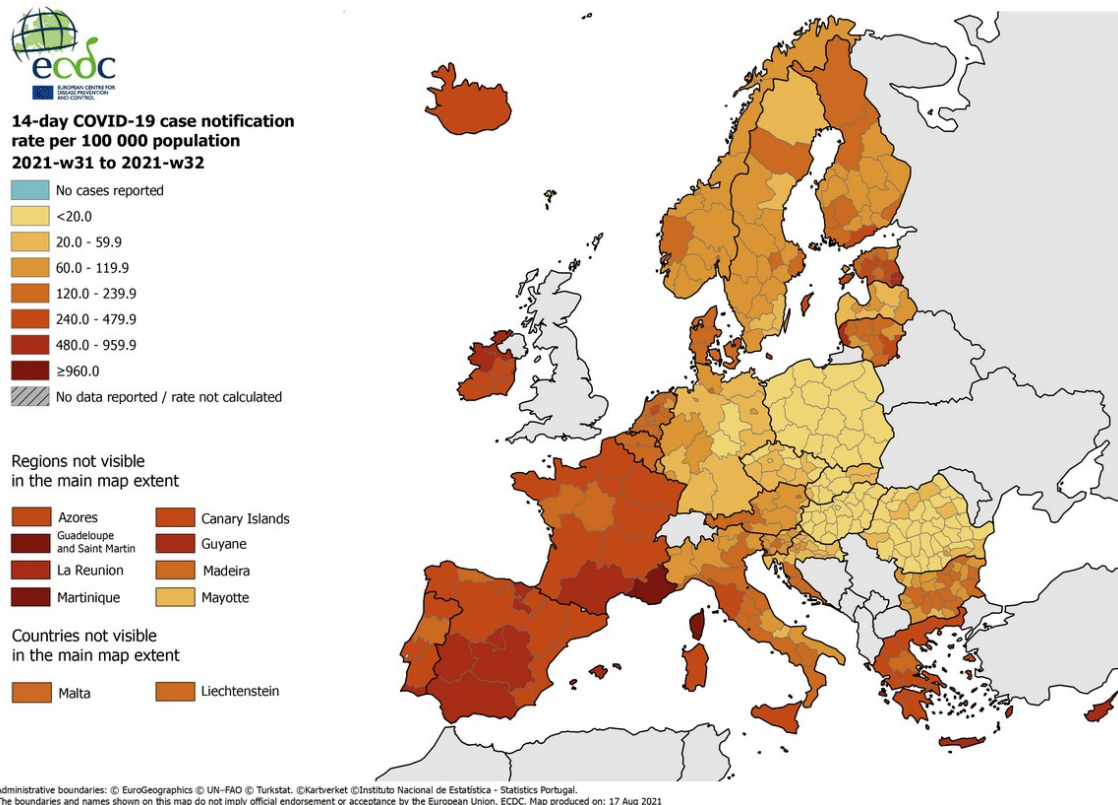 ecdc
EUROPEAN CENTRE FOR
DISEASE PREVENTION
AND CONTROL
14-day COVID-19 case notification
rate per 100 000 population
2021-w31 to 2021-w32
No cases reported
<20.0
20.0 - 59.9
60.0 - 119.9
120.0 - 239.9
240.0 - 479.9
480.0 - 959.9
≥960.0
No data reported / rate not calculated
Regions not visible
in the main map extent
Azores
Canary Islands
Guadeloupe
and Saint Martin
Guyane
La Reunion
Madeira
Martinique
Mayotte
Countries not visible
in the main map extent
Malta
Liechtenstein
Administrative boundaries: © EuroGeographics © UN–FAO © Turkstat. ©Kartverket ©Instituto Nacional de Estatística - Statistics Portugal.
The boundaries and names shown on this map do not imply official endorsement or acceptance by the European Union. ECDC. Map produced on: 17 Aug 2021